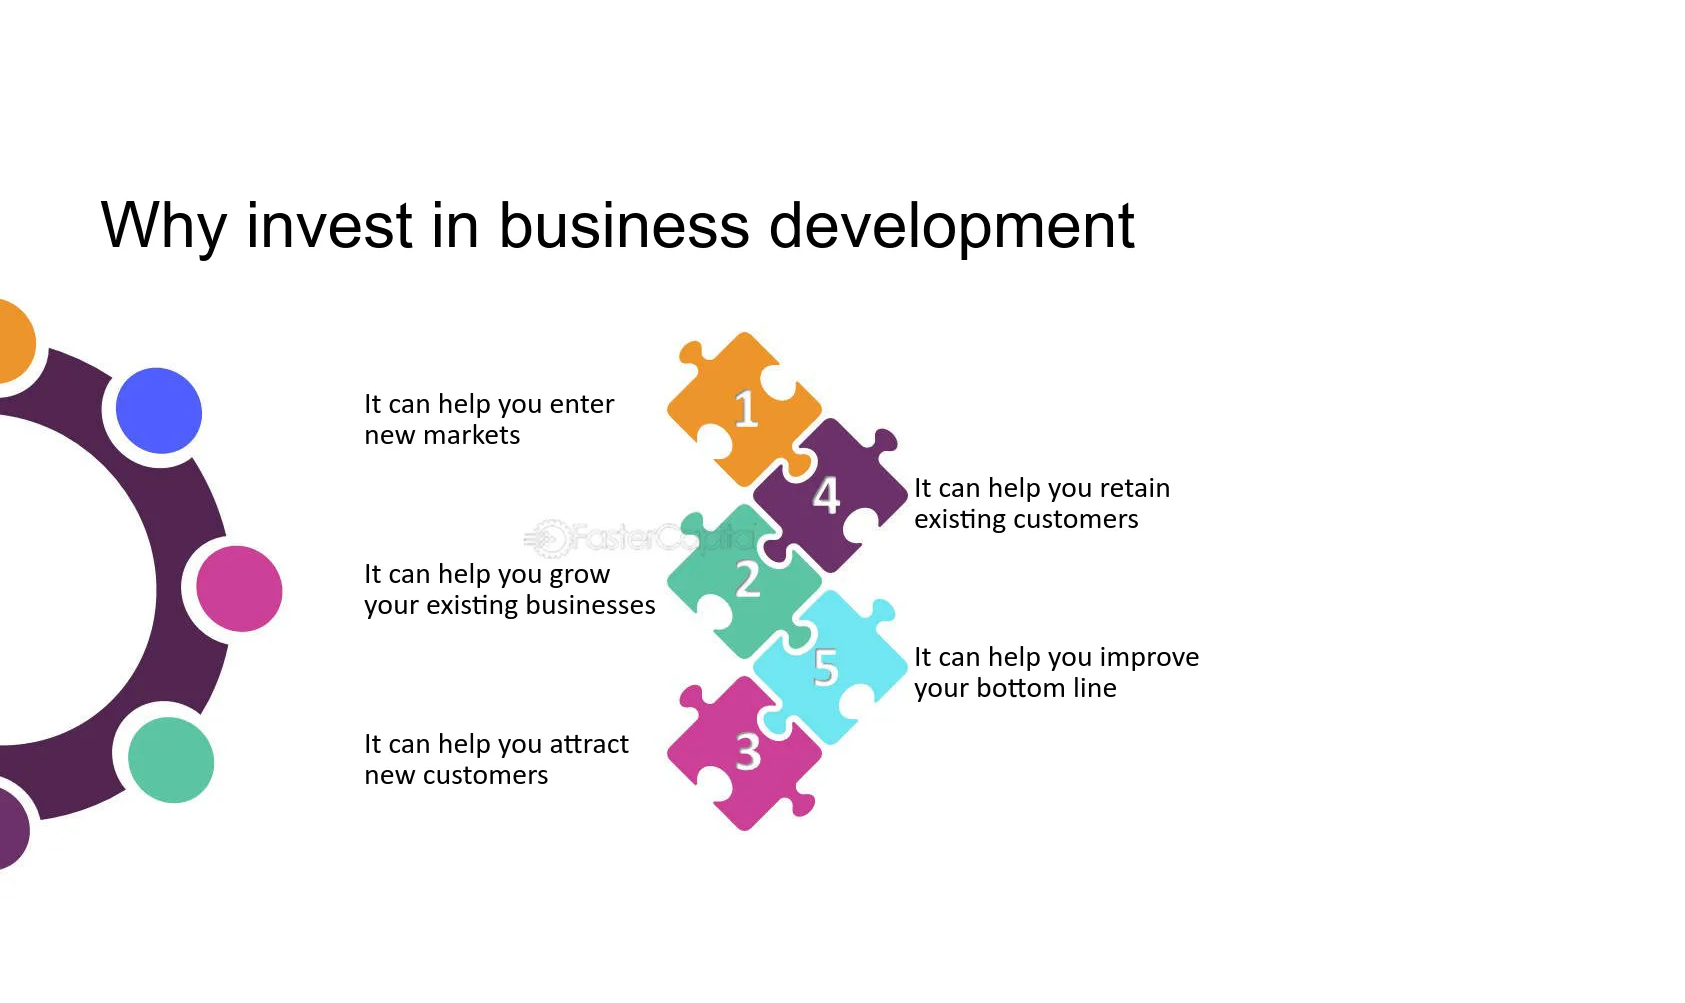 Why invest in business development
1
It can help you enter
new markets
4
It can help you retain
existing customers
FasterCapital
2
It can help you grow
your existing businesses
5
It can help you improve
your bottom line
3
It can help you attract
new customers